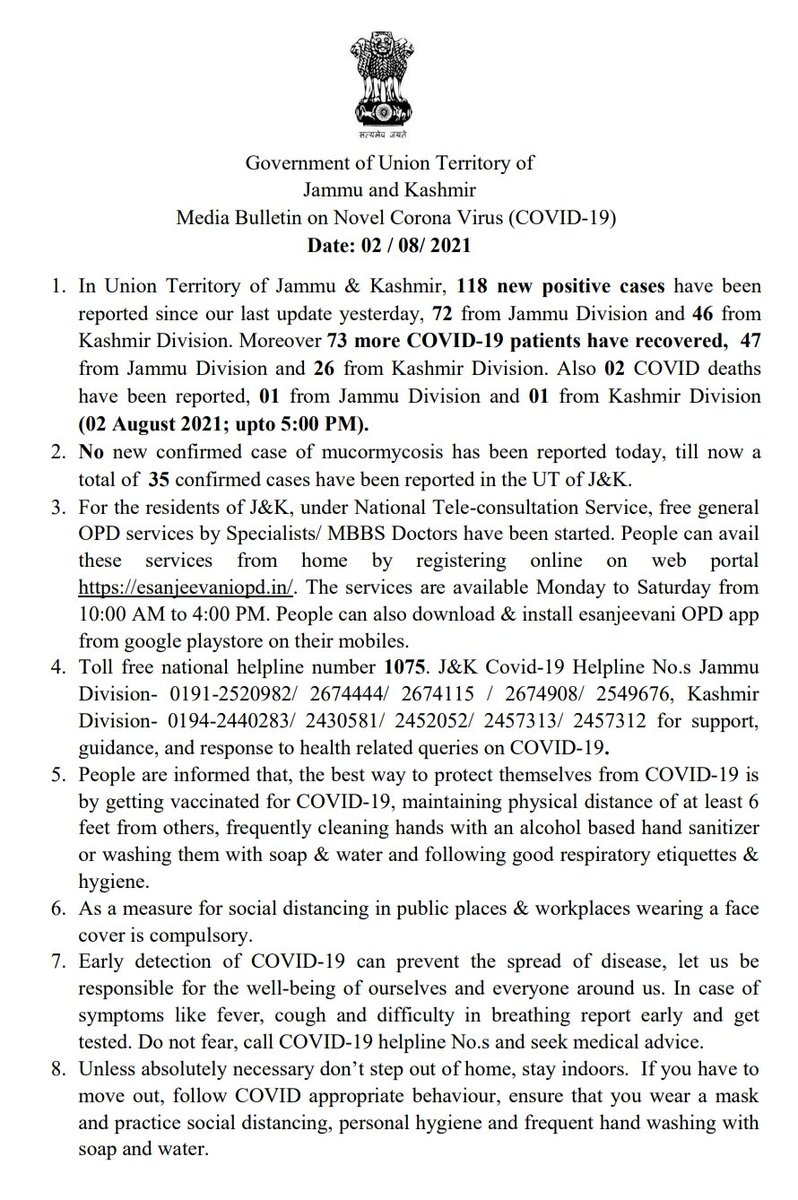 सत्यमेव जयते
Government of Union Territory of
Jammu and Kashmir
Media Bulletin on Novel Corona Virus (COVID-19)
Date: 02 / 08/ 2021
1. In Union Territory of Jammu & Kashmir, 118 new positive cases have been
reported since our last update yesterday, 72 from Jammu Division and 46 from
Kashmir Division. Moreover 73 more COVID-19 patients have recovered, 47
from Jammu Division and 26 from Kashmir Division. Also 02 COVID deaths
have been reported, 01 from Jammu Division and 01 from Kashmir Division
(02 August 2021; upto 5:00 PM).
2. No new confirmed case of mucormycosis has been reported today, till now a
total of 35 confirmed cases have been reported in the UT of J&K.
3. For the residents of J&K, under National Tele-consultation Service, free general
OPD services by Specialists/ MBBS Doctors have been started. People can avail
these services from home by registering online on web portal
https://esanjeevaniopd.in/. The services are available Monday to Saturday from
10:00 AM to 4:00 PM. People can also download & install esanjeevani OPD app
from google playstore on their mobiles.
4. Toll free national helpline number 1075. J&K Covid-19 Helpline No.s Jammu
Division- 0191-2520982/ 2674444/ 2674115 / 2674908/ 2549676, Kashmir
Division- 0194-2440283/ 2430581/ 2452052/ 2457313/ 2457312 for support,
guidance, and response to health related queries on COVID-19.
5. People are informed that, the best way to protect themselves from COVID-19 is
by getting vaccinated for COVID-19, maintaining physical distance of at least 6
feet from others, frequently cleaning hands with an alcohol based hand sanitizer
or washing them with soap & water and following good respiratory etiquettes &
hygiene.
6. As a measure for social distancing in public places & workplaces wearing a face
cover is compulsory.
7. Early detection of COVID-19 can prevent the spread of disease, let us be
responsible for the well-being of ourselves and everyone around us. In case of
symptoms like fever, cough and difficulty in breathing report early and get
tested. Do not fear, call COVID-19 helpline No.s and seek medical advice.
8. Unless absolutely necessary don’t step out of home, stay indoors. If you have to
move out, follow COVID appropriate behaviour, ensure that you wear a mask
and practice social distancing, personal hygiene and frequent hand washing with
soap and water.